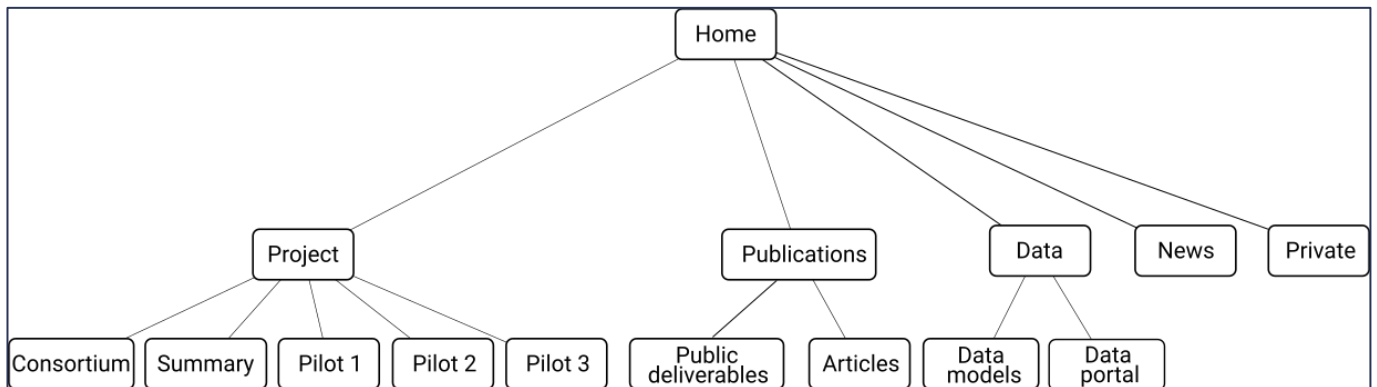 Home
Project
Publications
Data
News
Private
Consortium
Summary
Pilot 1
Pilot 2
Pilot 3
Public
deliverables
Articles
Data
models
Data
portal